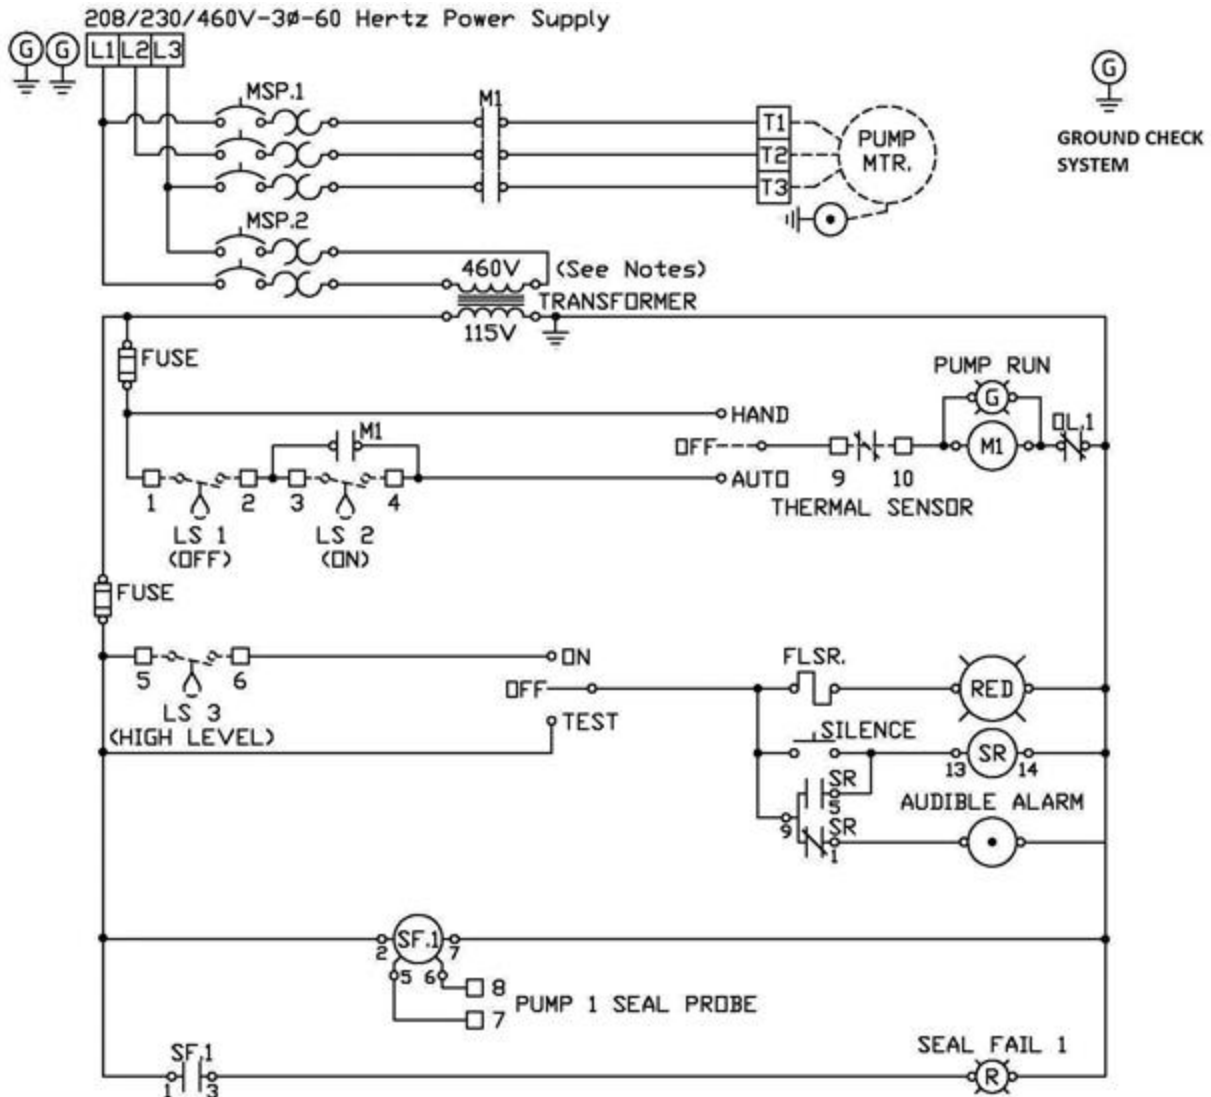 208/230/460V-3Ø-60 Hertz Power Supply
G G L1 L2 L3
G
GROUND CHECK
SYSTEM
MSP.1
M1
T1
T2
T3
PUMP
MTR.
MSP.2
460V (See Notes)
TRANSFORMER
115V
FUSE
HAND
PUMP RUN
G
M1
OFF
9 10
M1
OL.1
THERMAL SENSOR
AUTO
1 2 3 4
LS 1
(OFF)
LS 2
(ON)
FUSE
5 6
LS 3
(HIGH LEVEL)
ON
OFF
TEST
FLSR.
RED
SILENCE
SR
13 14
SR
5
9
SR
1
AUDIBLE ALARM
SF.1
2 7
5 6
8
7
PUMP 1 SEAL PROBE
SF.1
1 3
SEAL FAIL 1
R